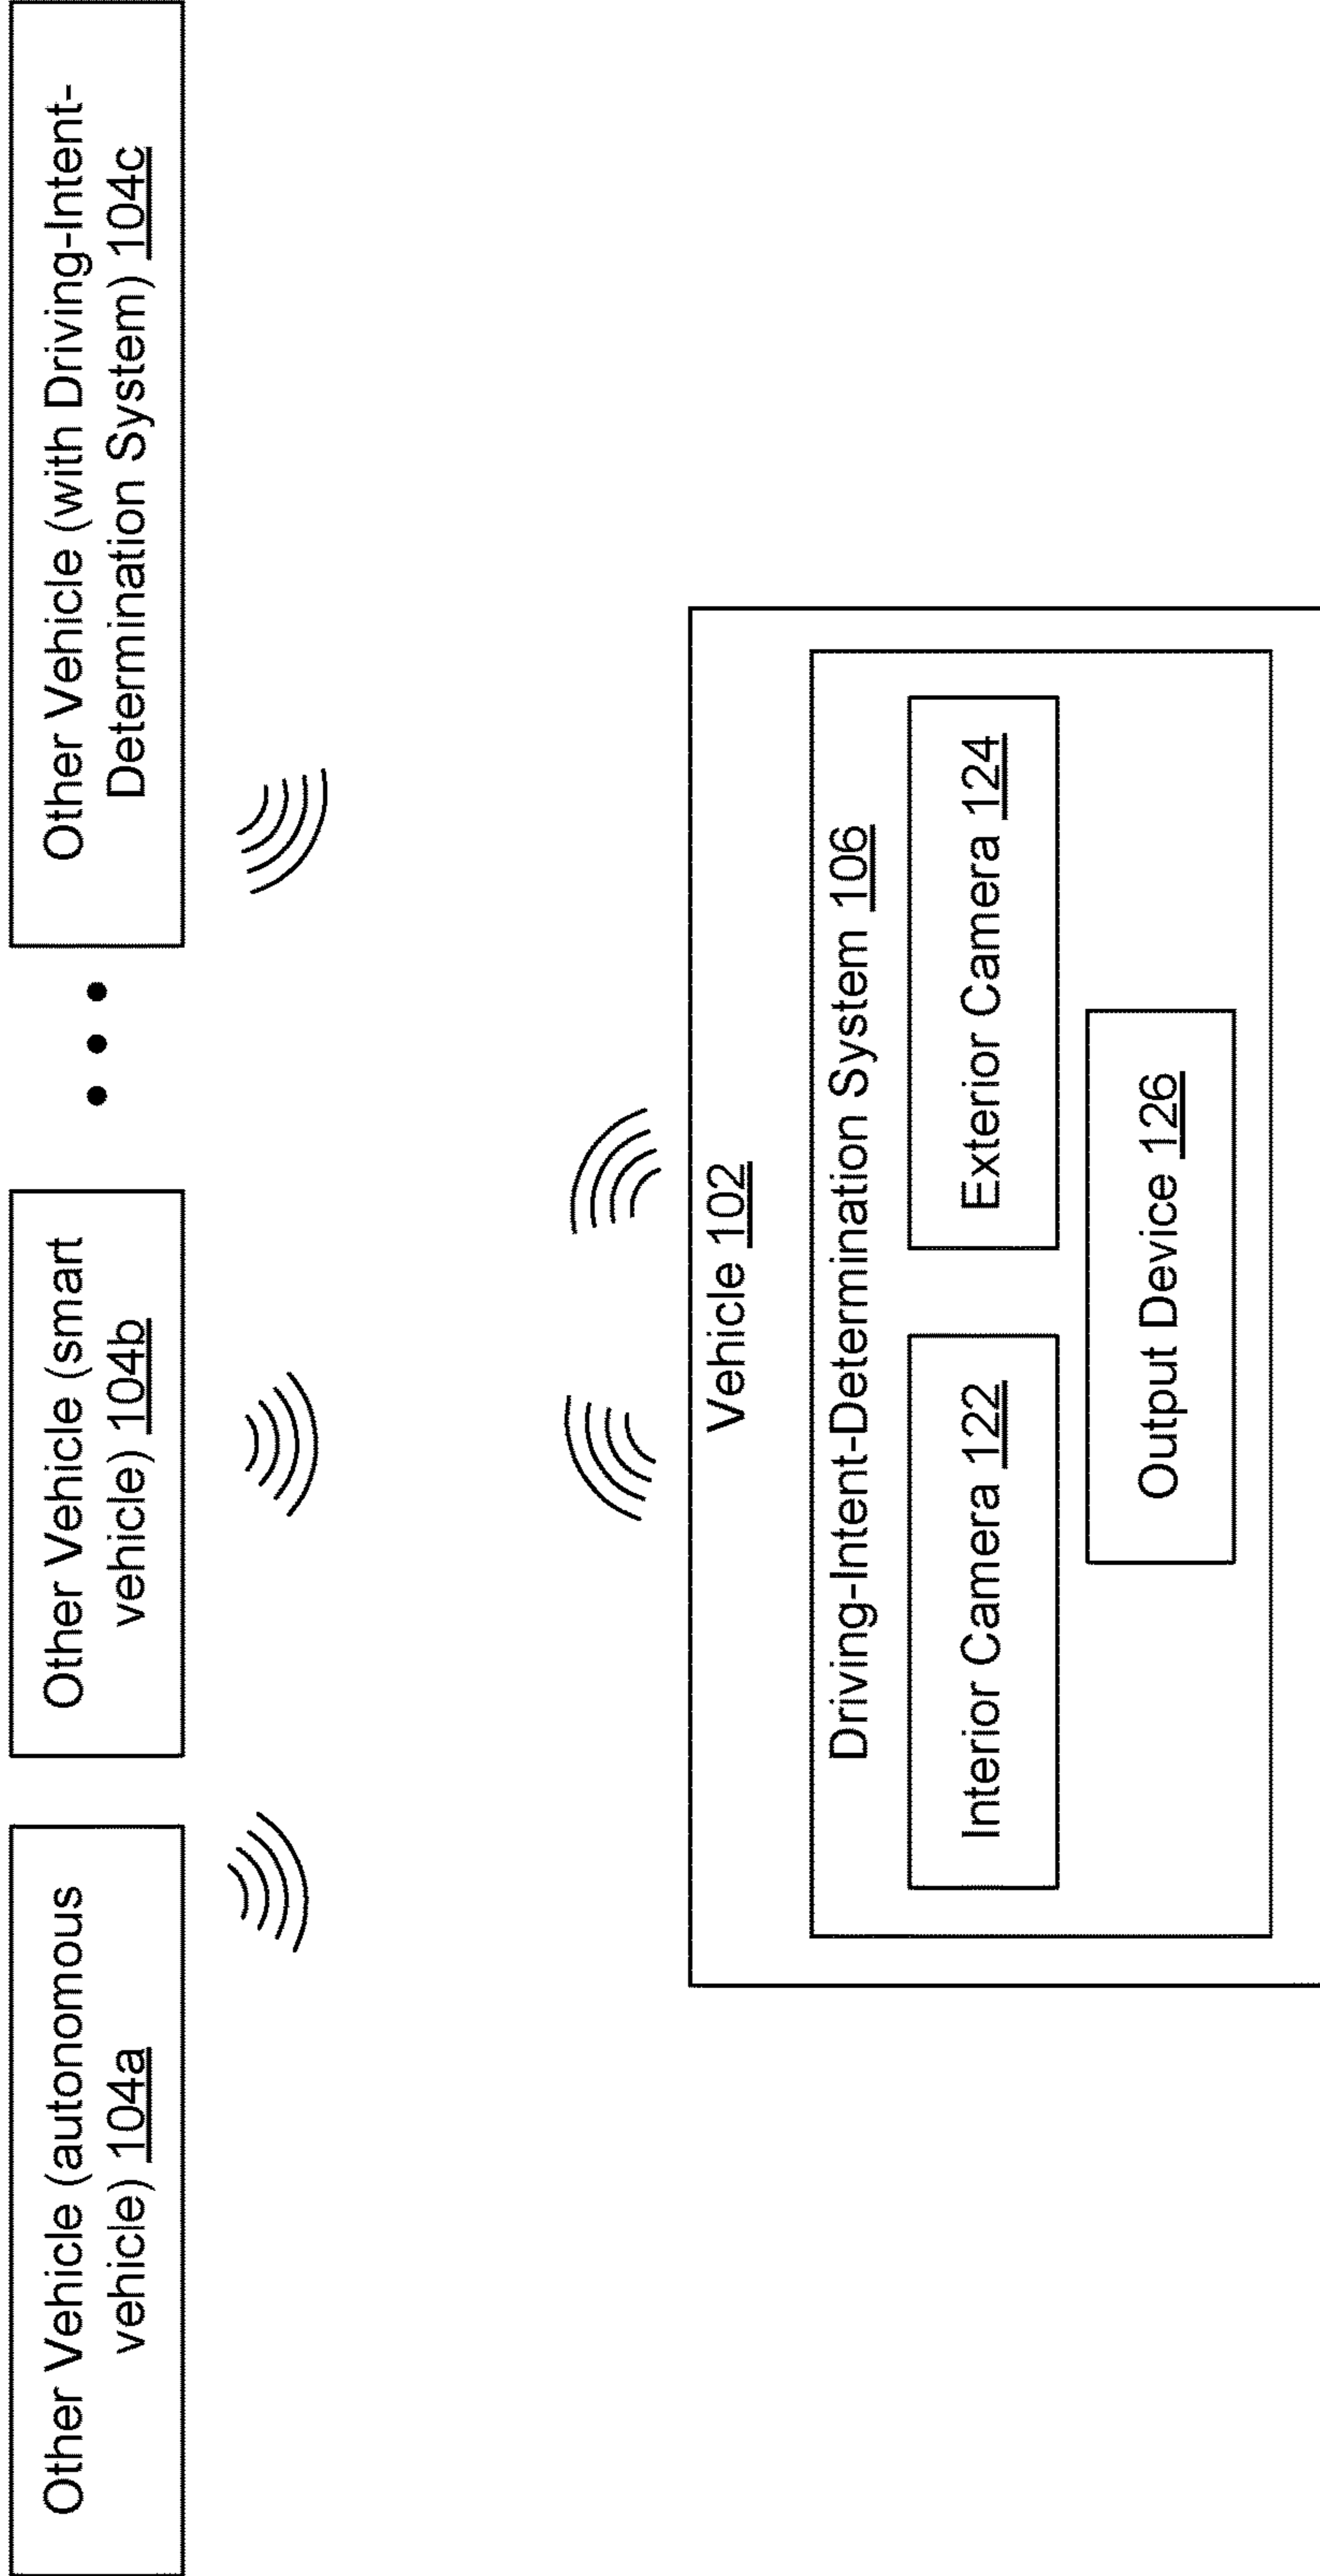 Other Vehicle (autonomous
vehicle) 104a
Other Vehicle (smart
vehicle) 104b
Other Vehicle (with Driving-Intent-
Determination System) 104c
Vehicle 102
Driving-Intent-Determination System 106
Interior Camera 122
Exterior Camera 124
Output Device 126